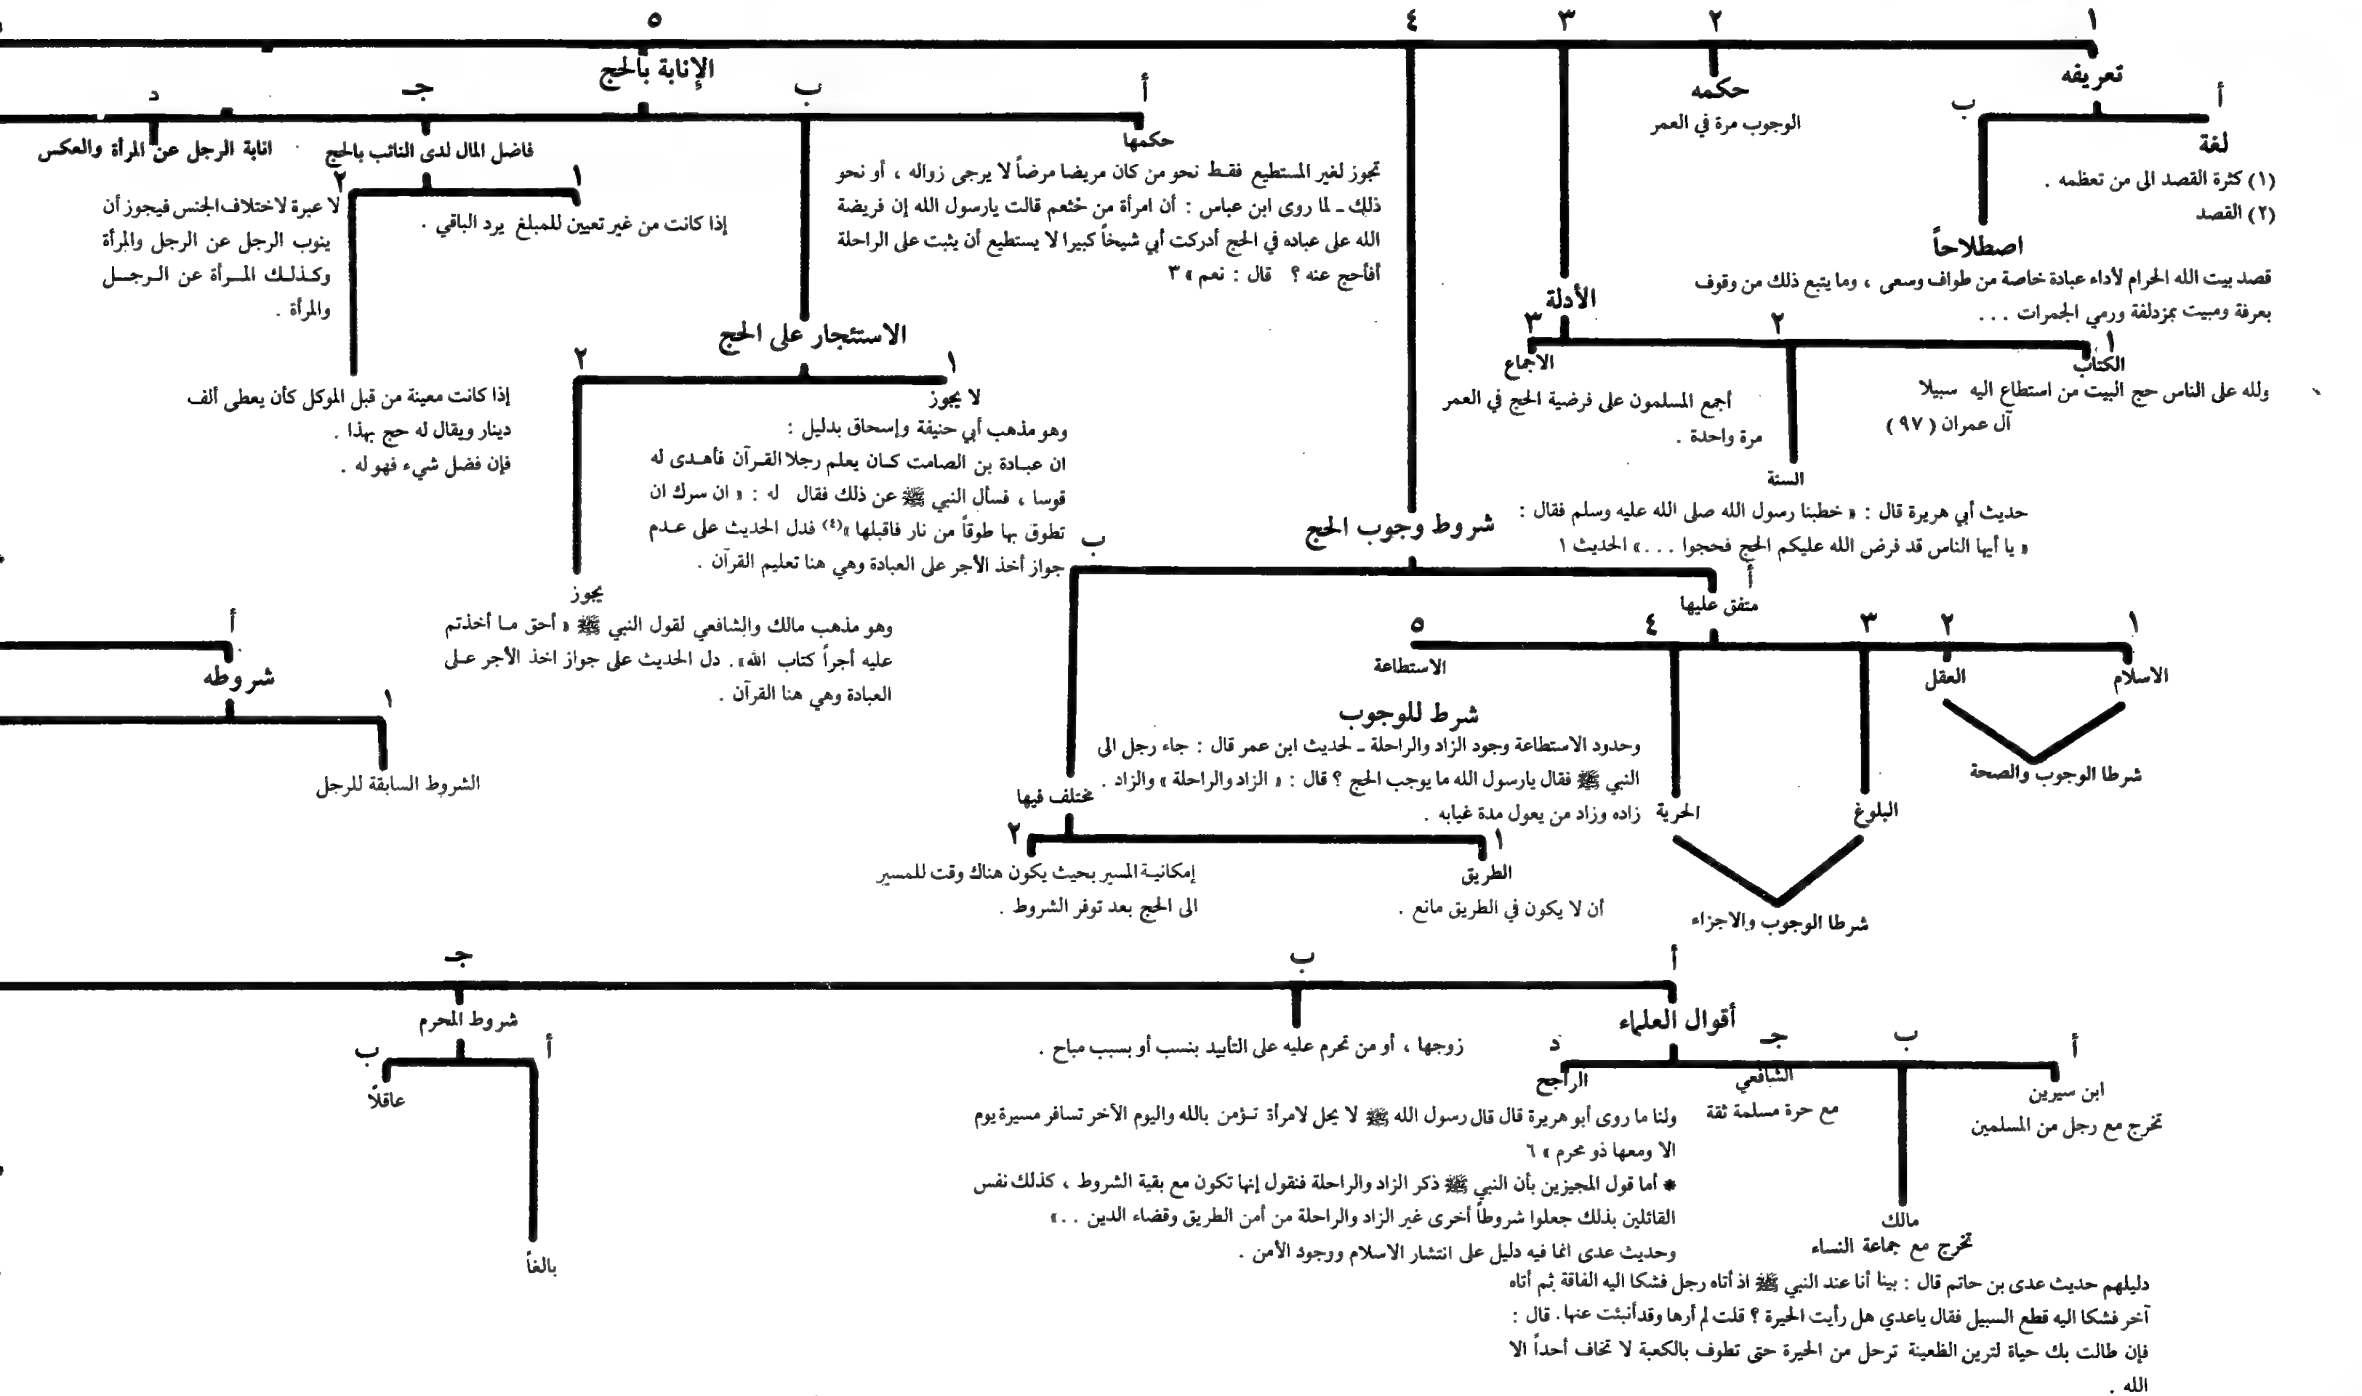 ١
٢
٣
٤
٥
تعريفه
أ
ب
لغة
(١) كثرة القصد الى من تعظمه .
(٢) القصد
اصطلاحاً
قصد بيت الله الحرام لأداء عبادة خاصة من طواف وسعى ، وما يتبع ذلك من وقوف
بعرفة ومبيت بمزدلفة ورمي الجمرات ...
حكمه
الوجوب مرة في العمر
الأدلة
١
٢
٣
الكتاب
ولله على الناس حج البيت من استطاع اليه سبيلا
آل عمران ( ٩٧ )
السنة
حديث أبي هريرة قال : « خطبنا رسول الله صلى الله عليه وسلم فقال :
« يا أيها الناس قد فرض الله عليكم الحج فحجوا ...» الحديث ١
الاجماع
أجمع المسلمون على فرضية الحج في العمر
مرة واحدة .
شروط وجوب الحج
أ
ب
متفق عليها
١
٢
٣
٤
٥
الاسلام
العقل
شرطا الوجوب والصحة
البلوغ
الحرية
شرطا الوجوب والاجزاء
الاستطاعة
شرط للوجوب
وحدود الاستطاعة وجود الزاد والراحلة ـ لحديث ابن عمر قال : جاء رجل الى
النبي ﷺ فقال يارسول الله ما يوجب الحج ؟ قال : « الزاد والراحلة » والزاد .
زاده وزاد من يعول مدة غيابه .
مختلف فيها
١
٢
الطريق
أن لا يكون في الطريق مانع .
إمكانية المسير بحيث يكون هناك وقت للمسير
الى الحج بعد توفر الشروط .
الإنابة بالحج
أ
ب
جـ
د
حكمها
تجوز لغير المستطيع فقط نحو من كان مريضا مرضاً لا يرجى زواله ، أو نحو
ذلك ـ لما روى ابن عباس : أن امرأة من خثعم قالت يارسول الله إن فريضة
الله على عباده في الحج أدركت أبي شيخاً كبيرا لا يستطيع أن يثبت على الراحلة
أفأحج عنه ؟ قال : نعم » ٣
الاستئجار على الحج
١
٢
لا يجوز
وهو مذهب أبي حنيفة وإسحاق بدليل :
ان عبادة بن الصامت كان يعلم رجلا القرآن فأهدى له
قوسا ، فسأل النبي ﷺ عن ذلك فقال له : « ان سرك ان
تطوق بها طوقاً من نار فاقبلها »(٤) فدل الحديث على عدم
جواز أخذ الأجر على العبادة وهي هنا تعليم القرآن .
يجوز
وهو مذهب مالك والشافعي لقول النبي ﷺ « أحق ما أخذتم
عليه أجراً كتاب الله» . دل الحديث على جواز اخذ الأجر على
العبادة وهي هنا القرآن .
فاضل المال لدى النائب بالحج
١
٢
إذا كانت من غير تعيين للمبلغ يرد الباقي .
إذا كانت معينة من قبل الموكل كأن يعطى ألف
دينار ويقال له حج بهذا .
فإن فضل شيء فهو له .
انابة الرجل عن المرأة والعكس
لا عبرة لاختلاف الجنس فيجوز أن
ينوب الرجل عن الرجل والمرأة
وكذلك المرأة عن الرجل
والمرأة .
أ
شروطه
١
الشروط السابقة للرجل
أ
ب
جـ
أقوال العلماء
أ
ب
جـ
د
ابن سيرين
تخرج مع رجل من المسلمين
مالك
تخرج مع جماعة النساء
دليلهم حديث عدى بن حاتم قال : بينا أنا عند النبي ﷺ اذ أتاه رجل فشكا اليه الفاقة ثم أتاه
آخر فشكا اليه قطع السبيل فقال ياعدي هل رأيت الحيرة ؟ قلت لم أرها وقد أنبئت عنها . قال :
فإن طالت بك حياة لترين الظعينة ترحل من الحيرة حتى تطوف بالكعبة لا تخاف أحداً الا
الله .
الشافعي
مع حرة مسلمة ثقة
الراجح
ولنا ما روى أبو هريرة قال قال رسول الله ﷺ لا يحل لامرأة تؤمن بالله واليوم الآخر تسافر مسيرة يوم
الا ومعها ذو محرم » ٦
* أما قول المجيزين بأن النبي ﷺ ذكر الزاد والراحلة فنقول إنها تكون مع بقية الشروط ، كذلك نفس
القائلين بذلك جعلوا شروطاً أخرى غير الزاد والراحلة من أمن الطريق وقضاء الدين ..»
وحديث عدى انما فيه دليل على انتشار الاسلام ووجود الأمن .
زوجها ، أو من تحرم عليه على التأبيد بنسب أو بسبب مباح .
شروط المحرم
أ
ب
بالغاً
عاقلاً